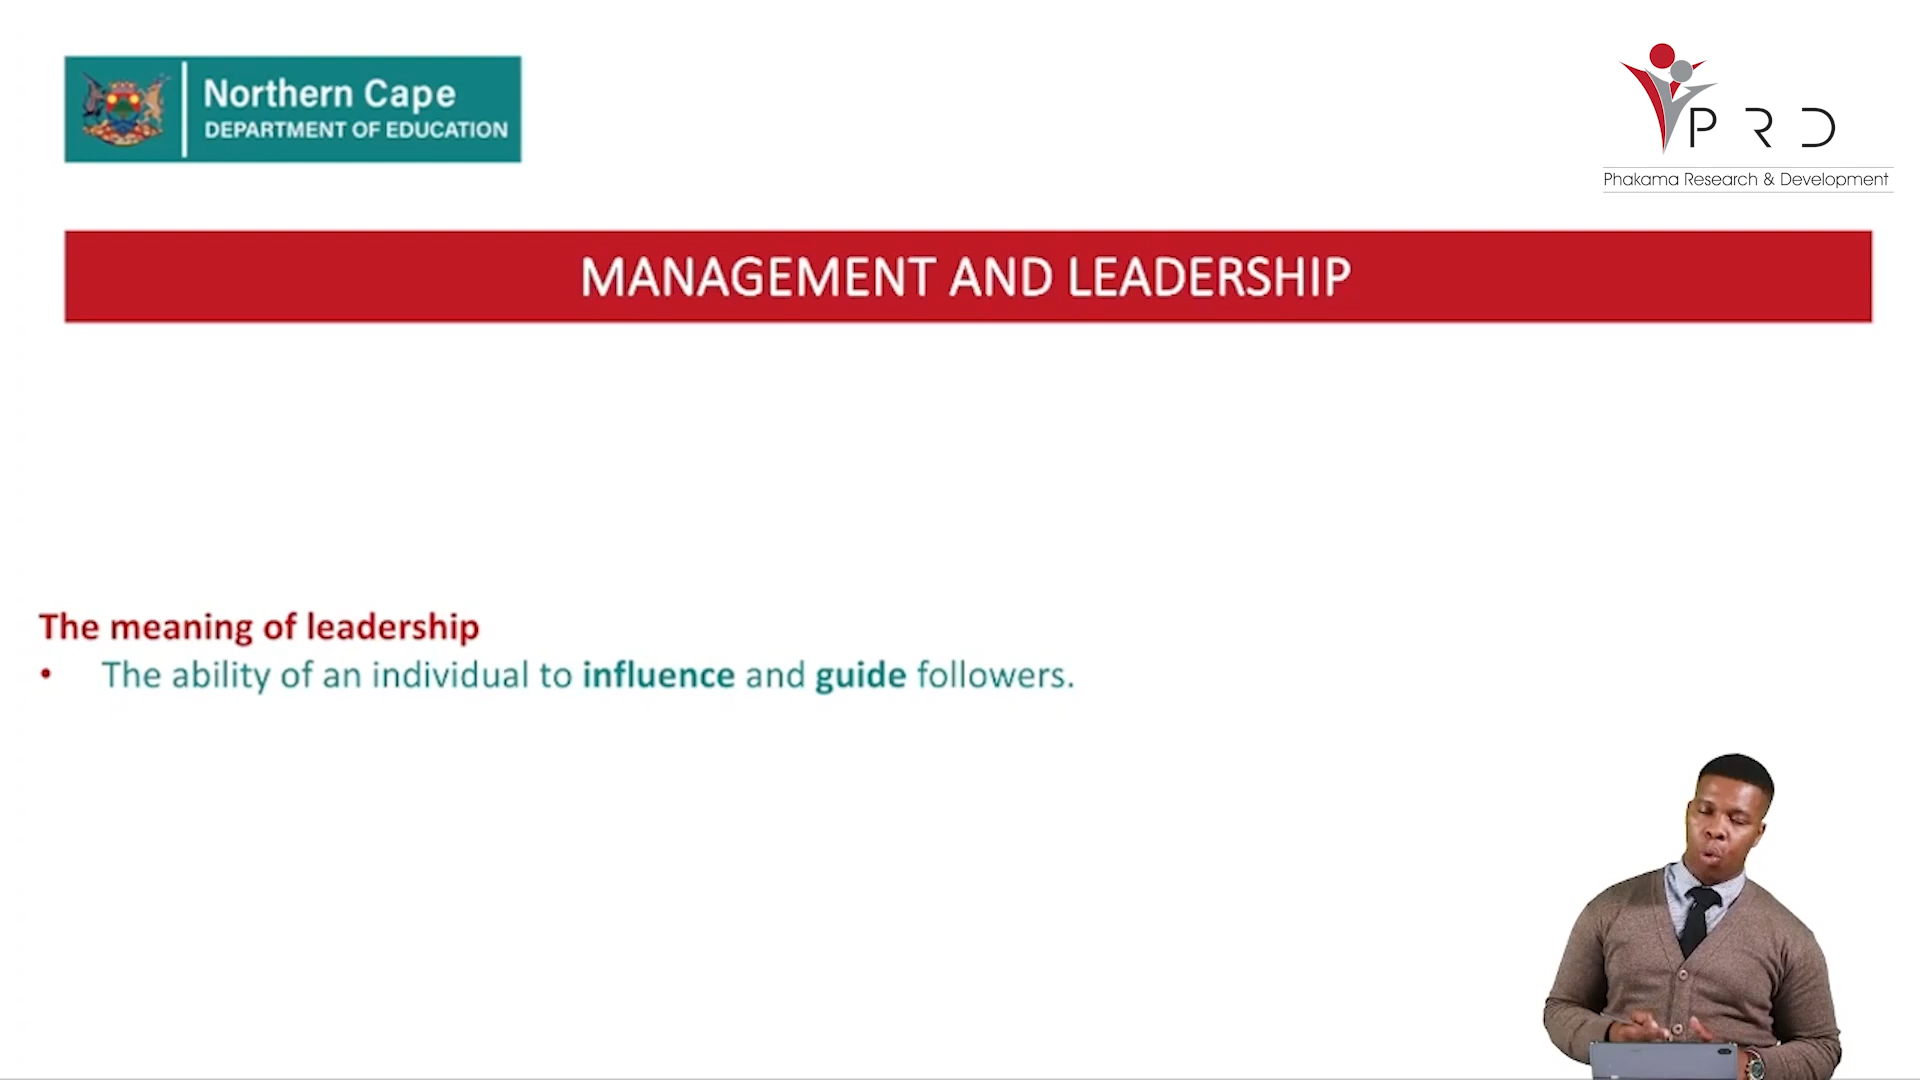 Northern Cape
DEPARTMENT OF EDUCATION
P R D
Phakama Research & Development
MANAGEMENT AND LEADERSHIP
The meaning of leadership
• The ability of an individual to influence and guide followers.